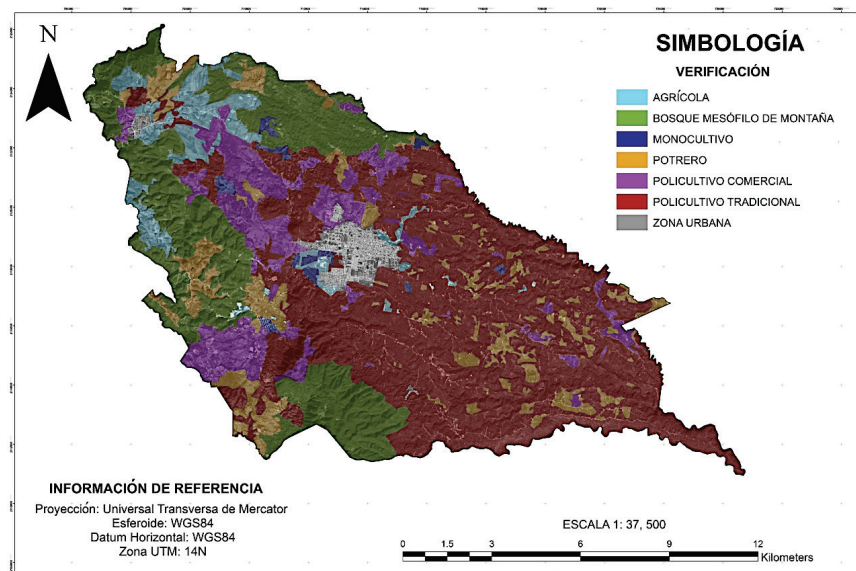 N
SIMBOLOGÍA
VERIFICACIÓN
AGRÍCOLA
BOSQUE MESÓFILO DE MONTAÑA
MONOCULTIVO
POTRERO
POLICULTIVO COMERCIAL
POLICULTIVO TRADICIONAL
ZONA URBANA
INFORMACIÓN DE REFERENCIA
Proyección: Universal Transversa de Mercator
Esferoide: WGS84
Datum Horizontal: WGS84
Zona UTM: 14N
ESCALA 1: 37, 500
0 1.5 3 6 9 12
Kilometers